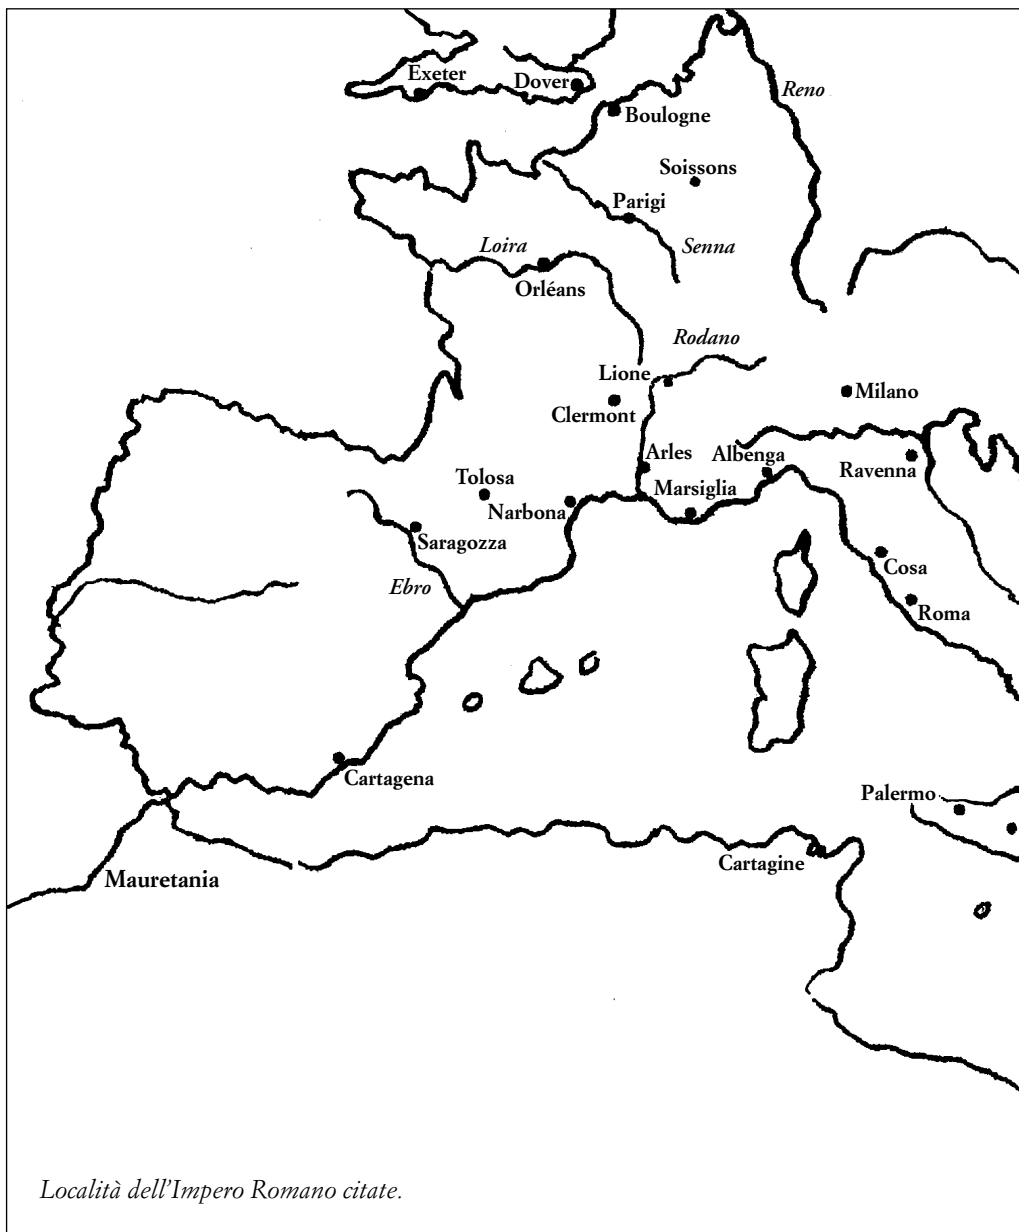 Exeter
Dover
Reno
Boulogne
Soissons
Parigi
Loira
Senna
Orléans
Rodano
Lione
Milano
Clermont
Arles
Albenga
Ravenna
Tolosa
Marsiglia
Narbona
Saragozza
Cosa
Ebro
Roma
Cartagena
Palermo
Cartagine
Mauretania
Località dell'Impero Romano citate.